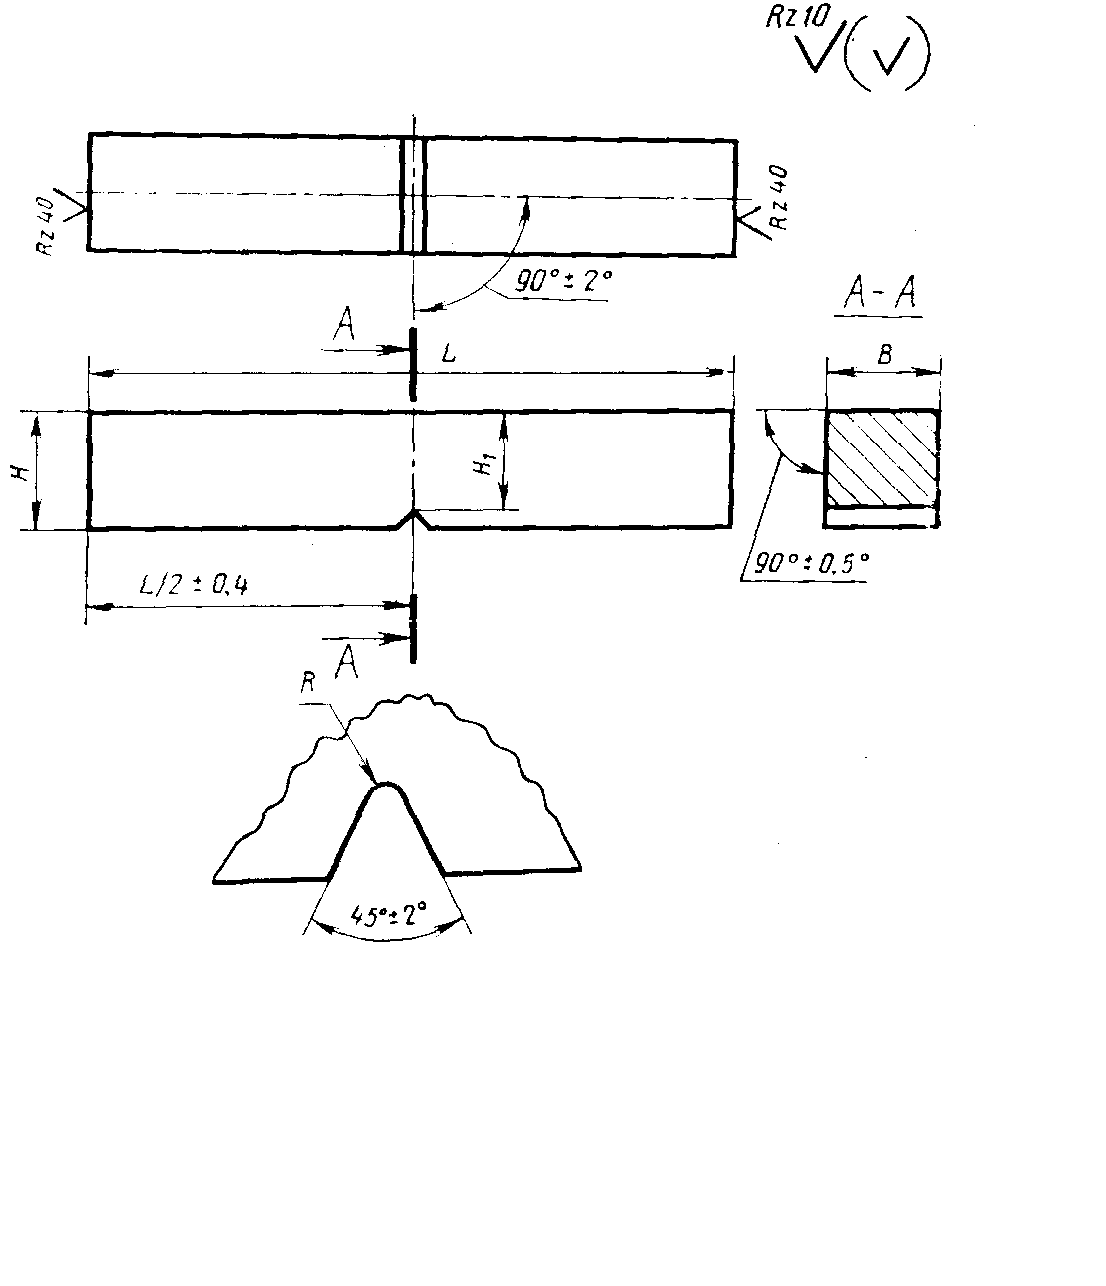 Rz 10
Rz 40
Rz 40
90° ± 2°
А - А
А
L
В
H
H₁
90° ± 0,5°
L/2 ± 0,4
А
R
45° ± 2°